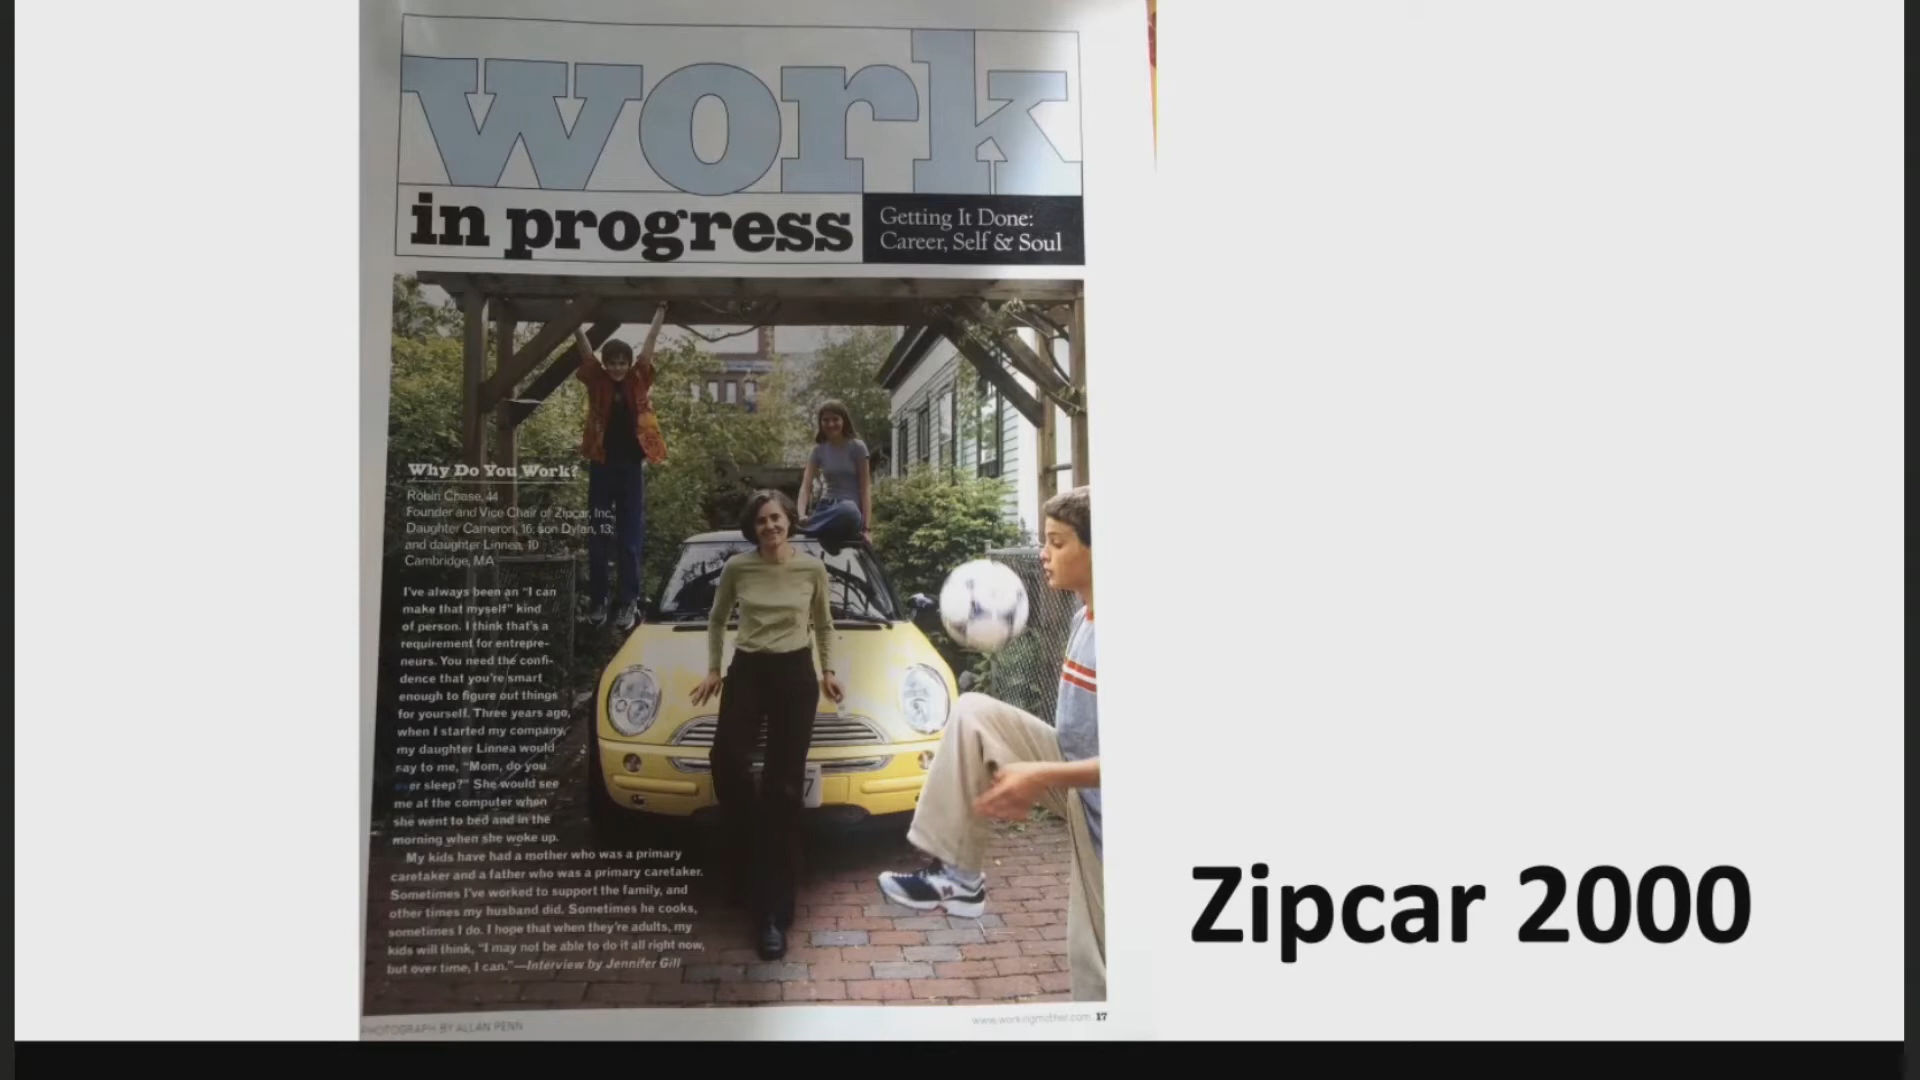 work
in progress
Getting It Done:
Career, Self & Soul
Why Do You Work?
Robin Chase, 44
Founder and Vice Chair of Zipcar, Inc.
Daughter Cameron, 16; son Dylan, 13;
and daughter Linnea, 10
Cambridge, MA
I've always been an "I can
make that myself" kind
of person. I think that's a
requirement for entrepre-
neurs. You need the confi-
dence that you're smart
enough to figure out things
for yourself. Three years ago,
when I started my company,
my daughter Linnea would
say to me, "Mom, do you
er sleep?" She would see
me at the computer when
she went to bed and in the
morning when she woke up.
My kids have had a mother who was a primary
caretaker and a father who was a primary caretaker.
Sometimes I've worked to support the family, and
other times my husband did. Sometimes he cooks,
sometimes I do. I hope that when they're adults, my
kids will think, "I may not be able to do it all right now,
but over time, I can."—Interview by Jennifer Gill
PHOTOGRAPH BY ALLAN PENN
www.workingmother.com 17
Zipcar 2000